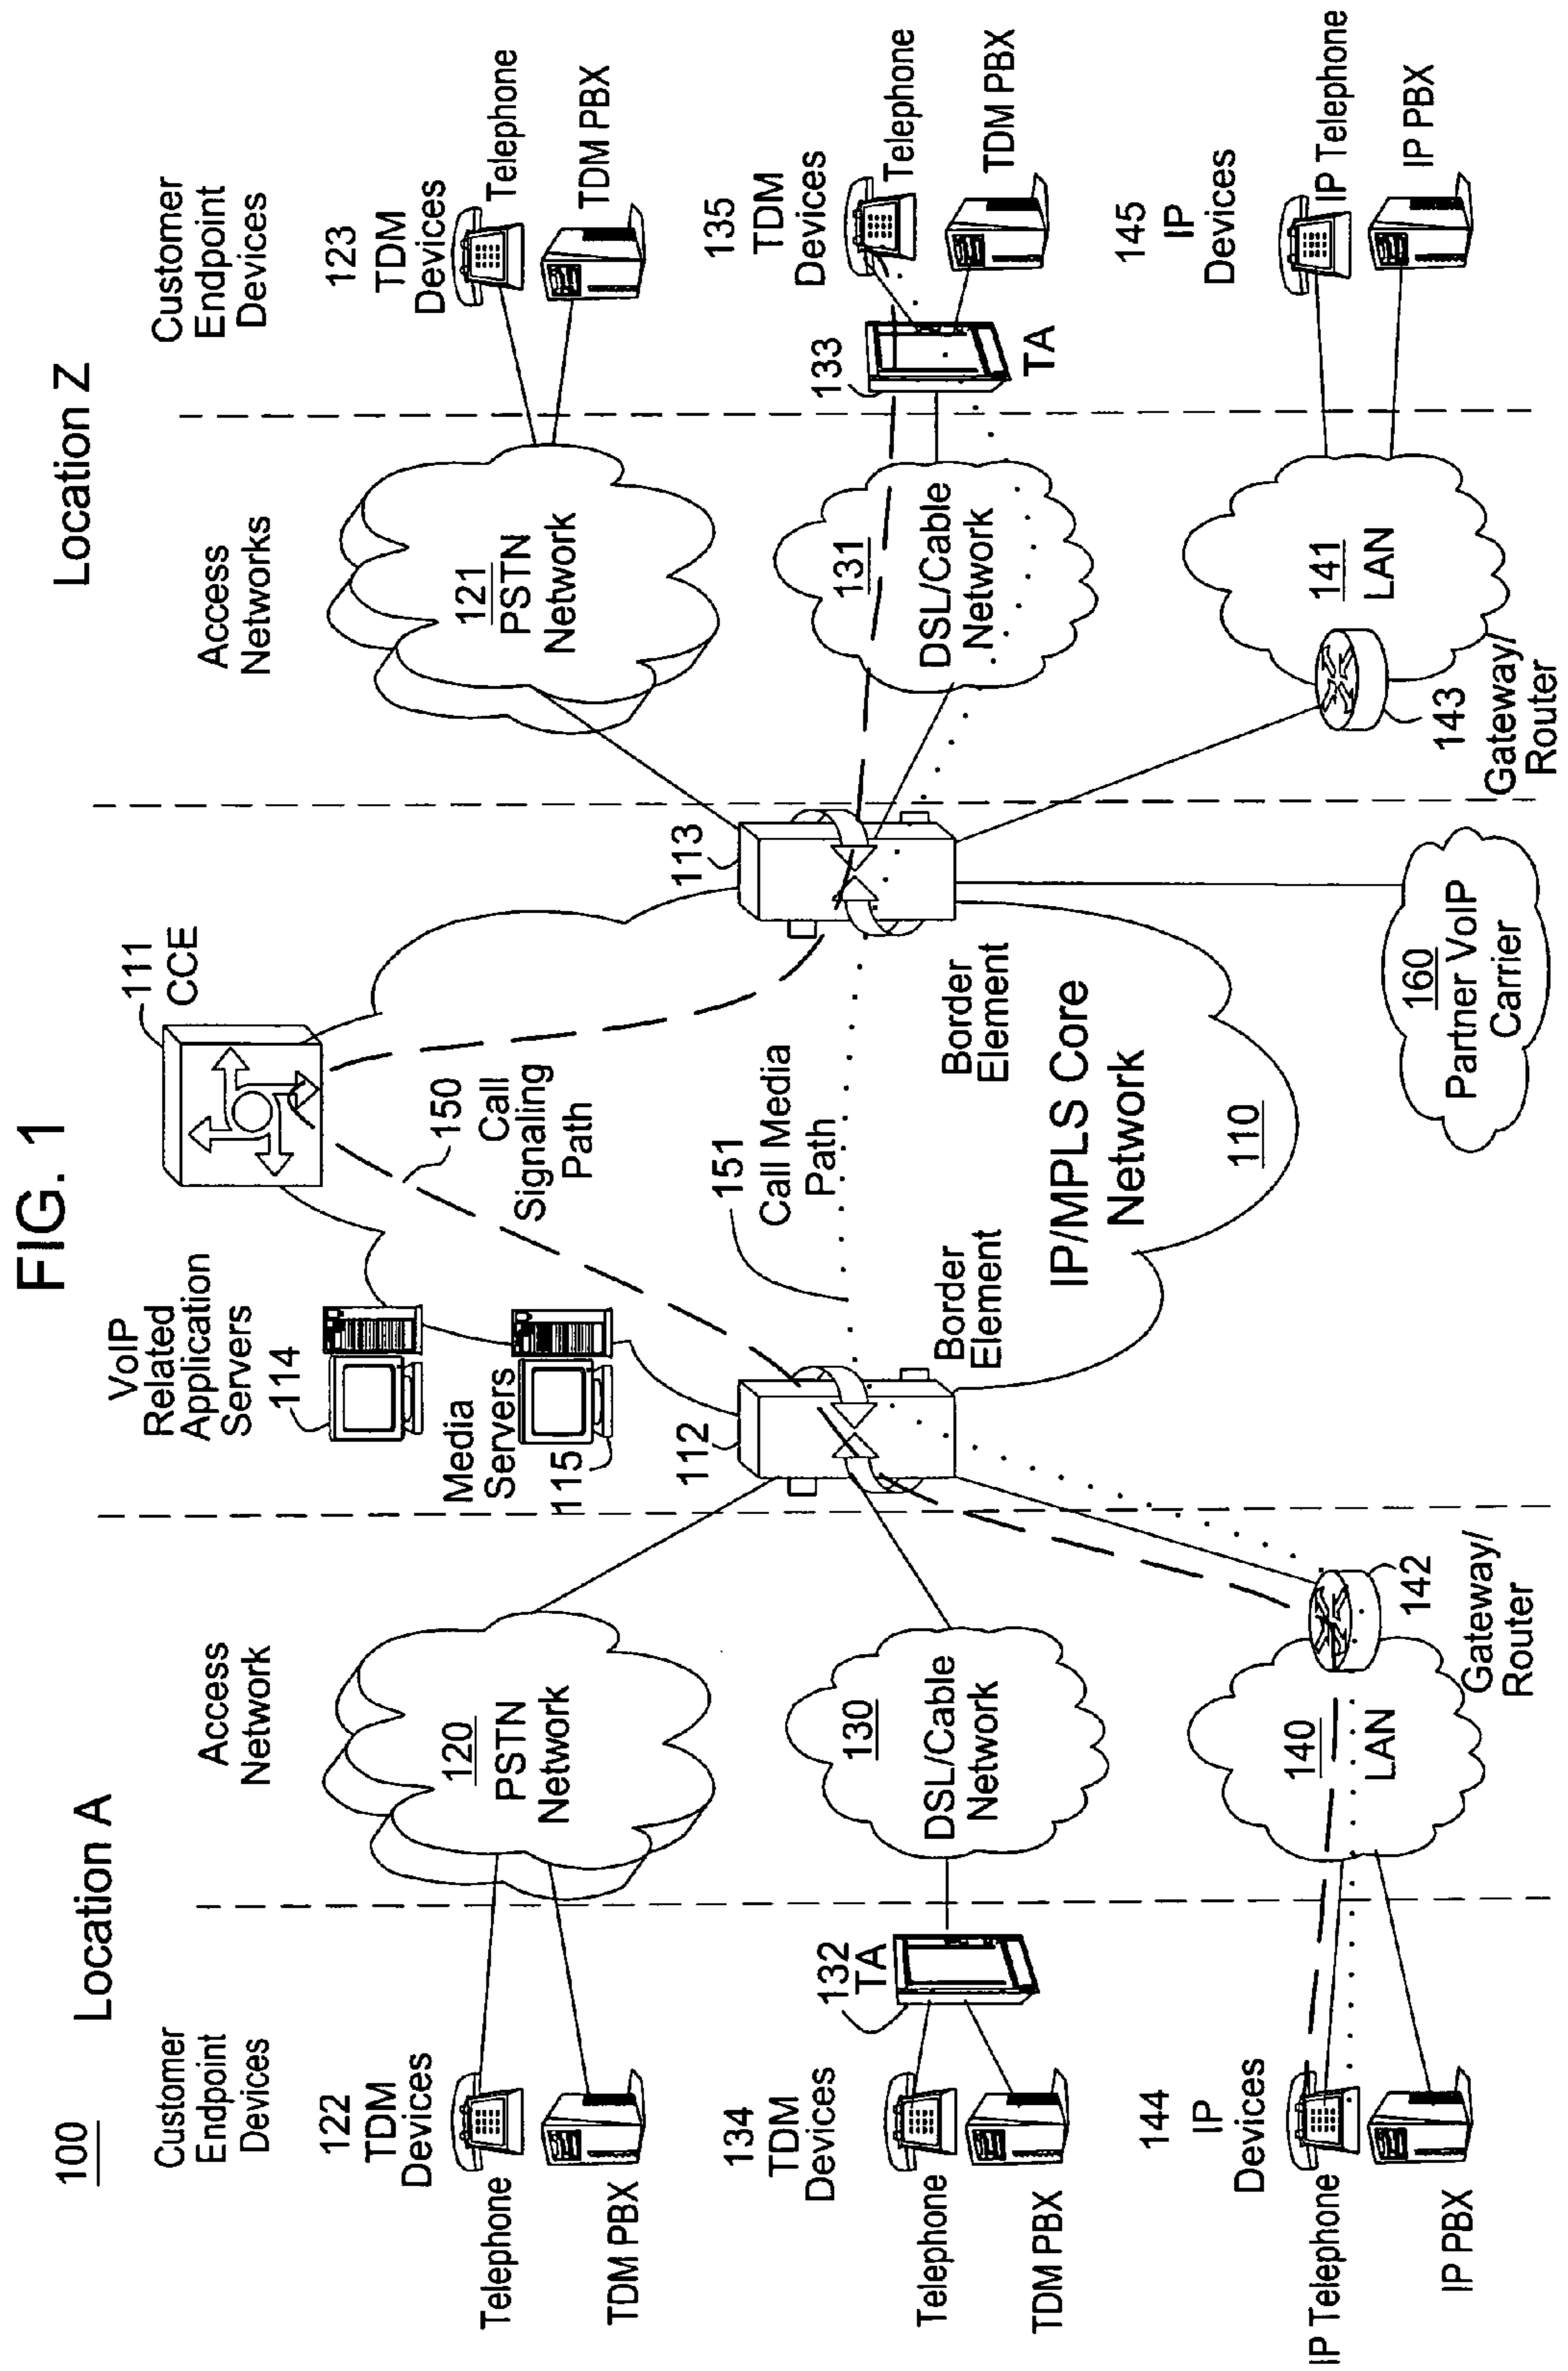 FIG. 1
100
Location A
Location Z
Customer
Endpoint
Devices
Access
Network
VoIP
Related
Application
Servers
114
111
CCE
Access
Networks
Customer
Endpoint
Devices
122
TDM
Devices
Telephone
TDM PBX
120
PSTN
Network
Media
Servers
115
150
Call
Signaling
Path
121
PSTN
Network
123
TDM
Devices
Telephone
TDM PBX
112
151
Call Media
Path
113
134
TDM
Devices
Telephone
TDM PBX
132
TA
130
DSL/Cable
Network
Border
Element
Border
Element
131
DSL/Cable
Network
133
TA
135
TDM
Devices
Telephone
TDM PBX
IP/MPLS Core
Network
110
144
IP
Devices
IP Telephone
IP PBX
140
LAN
142
Gateway/
Router
160
Partner VoIP
Carrier
141
LAN
143
Gateway/
Router
145
IP
Devices
IP Telephone
IP PBX